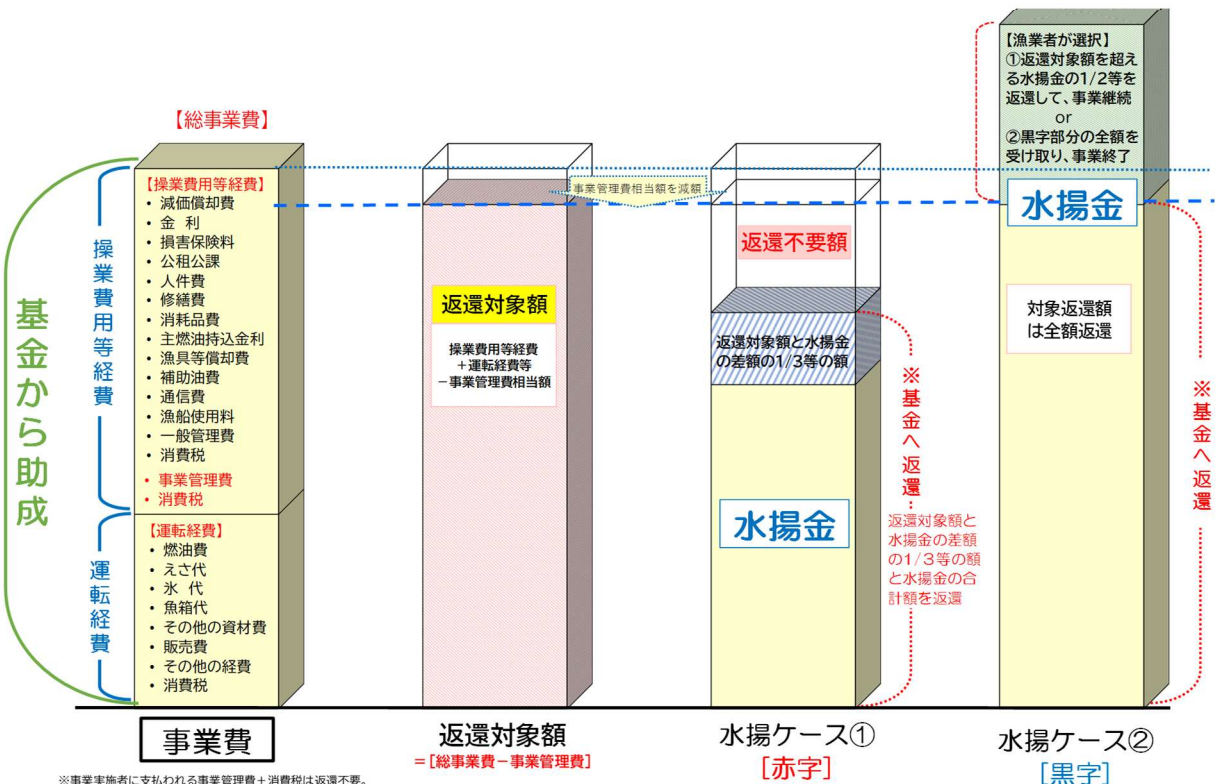 【総事業費】
基金から助成
操業費用等経費
【操業費用等経費】
・ 減価償却費
・ 金 利
・ 損害保険料
・ 公租公課
・ 人件費
・ 修繕費
・ 消耗品費
・ 主燃油持込金利
・ 漁具等償却費
・ 補助油費
・ 通信費
・ 漁船使用料
・ 一般管理費
・ 消費税
・ 事業管理費
・ 消費税
運転経費
【運転経費】
・ 燃油費
・ えさ代
・ 氷 代
・ 魚箱代
・ その他の資材費
・ 販売費
・ その他の経費
・ 消費税
事業費
※事業実施者に支払われる事業管理費+消費税は返還不要。
返還対象額
操業費用等経費
+運転経費等
−事業管理費相当額
返還対象額
=[総事業費−事業管理費]
事業管理費相当額を減額
返還不要額
返還対象額と水揚金
の差額の1/3等の額
水揚金
※基金へ返還
返還対象額と
水揚金の差額
の1/3等の額
と水揚金の合
計額を返還
水揚ケース①
[赤字]
【漁業者が選択】
①返還対象額を超え
る水揚金の1/2等を
返還して、事業継続
or
②黒字部分の全額を
受け取り、事業終了
水揚金
対象返還額
は全額返還
※基金へ返還
水揚ケース②
[黒字]